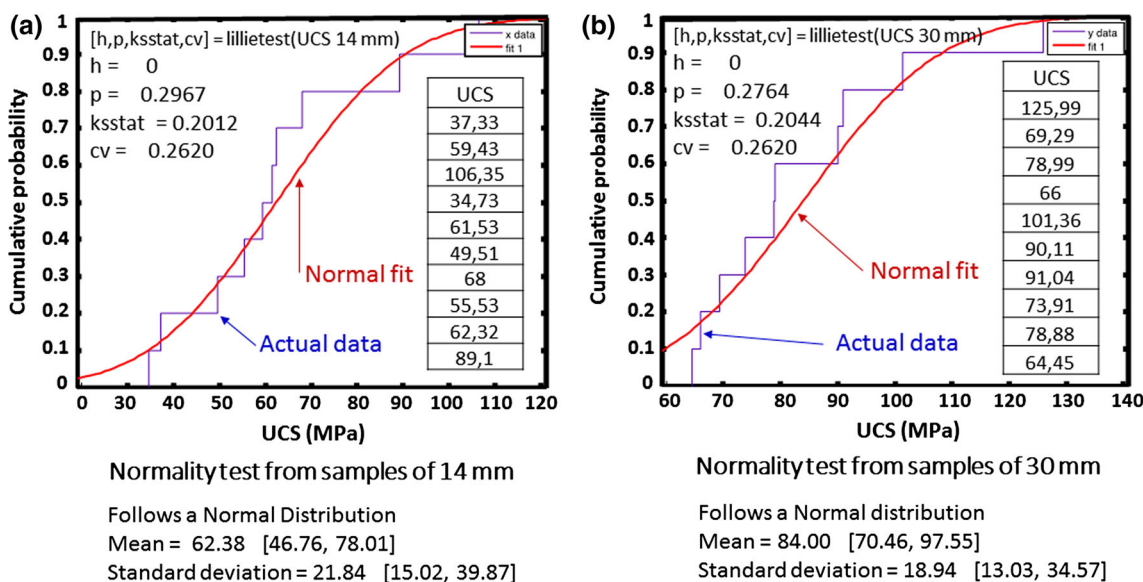 (a)
[h,p,ksstat,cv] = lillietest(UCS 14 mm)
h = 0
p = 0.2967
ksstat = 0.2012
cv = 0.2620
x data
fit 1
UCS
37,33
59,43
106,35
34,73
61,53
49,51
68
55,53
62,32
89,1
Normal fit
Actual data
Cumulative probability
1
0.9
0.8
0.7
0.6
0.5
0.4
0.3
0.2
0.1
0
20 30 40 50 60 70 80 90 100 110 120
UCS (MPa)
Normality test from samples of 14 mm
Follows a Normal Distribution
Mean = 62.38 [46.76, 78.01]
Standard deviation = 21.84 [15.02, 39.87]
(b)
[h,p,ksstat,cv] = lillietest(UCS 30 mm)
h = 0
p = 0.2764
ksstat = 0.2044
cv = 0.2620
y data
fit 1
UCS
125,99
69,29
78,99
66
101,36
90,11
91,04
73,91
78,88
64,45
Normal fit
Actual data
Cumulative probability
1
0.9
0.8
0.7
0.6
0.5
0.4
0.3
0.2
0.1
0
60 70 80 90 100 110 120 130 140
UCS (MPa)
Normality test from samples of 30 mm
Follows a Normal distribution
Mean = 84.00 [70.46, 97.55]
Standard deviation = 18.94 [13.03, 34.57]